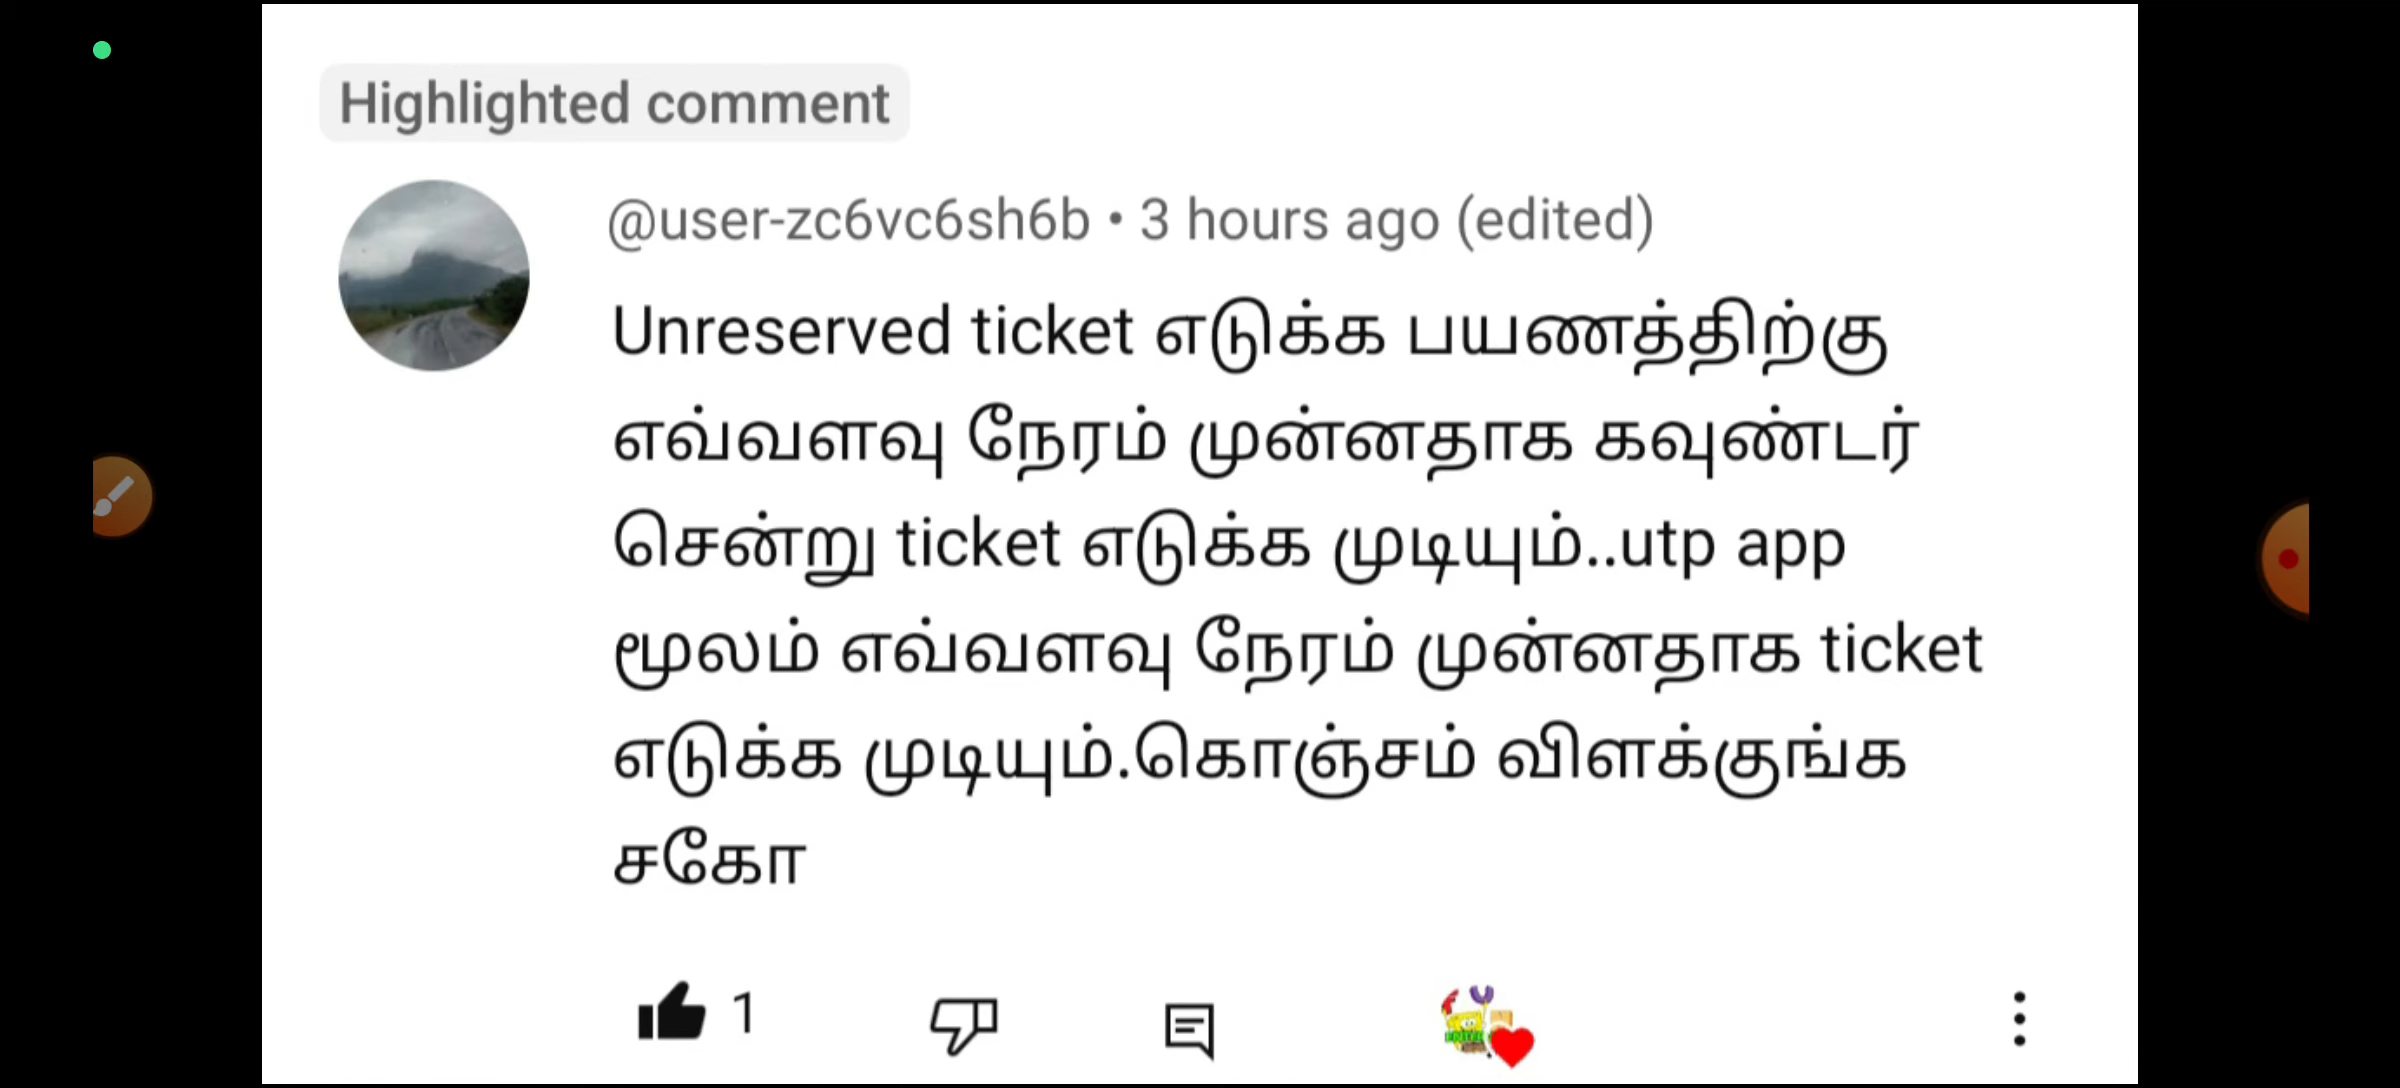 Highlighted comment
@user-zc6vc6sh6b • 3 hours ago (edited)
Unreserved ticket எடுக்க பயணத்திற்கு
எவ்வளவு நேரம் முன்னதாக கவுண்டர்
சென்று ticket எடுக்க முடியும்..utp app
மூலம் எவ்வளவு நேரம் முன்னதாக ticket
எடுக்க முடியும்.கொஞ்சம் விளக்குங்க
சகோ
1